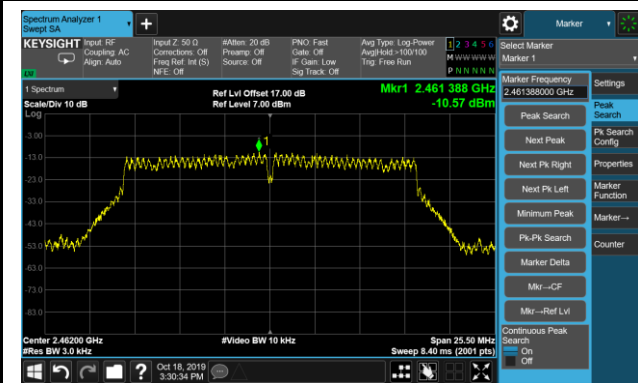 Spectrum Analyzer 1
Swept SA
+
Marker
KEYSIGHT
Input: RF
Coupling: AC
Align: Auto
Input Z: 50 Ω
Corrections: Off
Freq Ref: Int (S)
NFE: Off
#Atten: 20 dB
Preamp: Off
Source: Off
PNO: Fast
Gate: Off
IF Gain: Low
Sig Track: Off
Avg Type: Log-Power
Avg|Hold:>100/100
Trig: Free Run
1 2 3 4 5 6
M W W W W W
P N N N N N
Select Marker
Marker 1
1 Spectrum
Scale/Div 10 dB
Log
Ref Lvl Offset 17.00 dB
Ref Level 7.00 dBm
Mkr1 2.461 388 GHz
-10.57 dBm
1
-3.00
-13.0
-23.0
-33.0
-43.0
-53.0
-63.0
-73.0
-83.0
Center 2.46200 GHz
#Res BW 3.0 kHz
#Video BW 10 kHz
Span 25.50 MHz
Sweep 8.40 ms (2001 pts)
Marker Frequency
2.461388000 GHz
Peak Search
Next Peak
Next Pk Right
Next Pk Left
Minimum Peak
Pk-Pk Search
Marker Delta
Mkr→CF
Mkr→Ref Lvl
Continuous Peak
Search
On
Off
Settings
Peak
Search
Pk Search
Config
Properties
Marker
Function
Marker→
Counter
?
Oct 18, 2019
3:30:34 PM